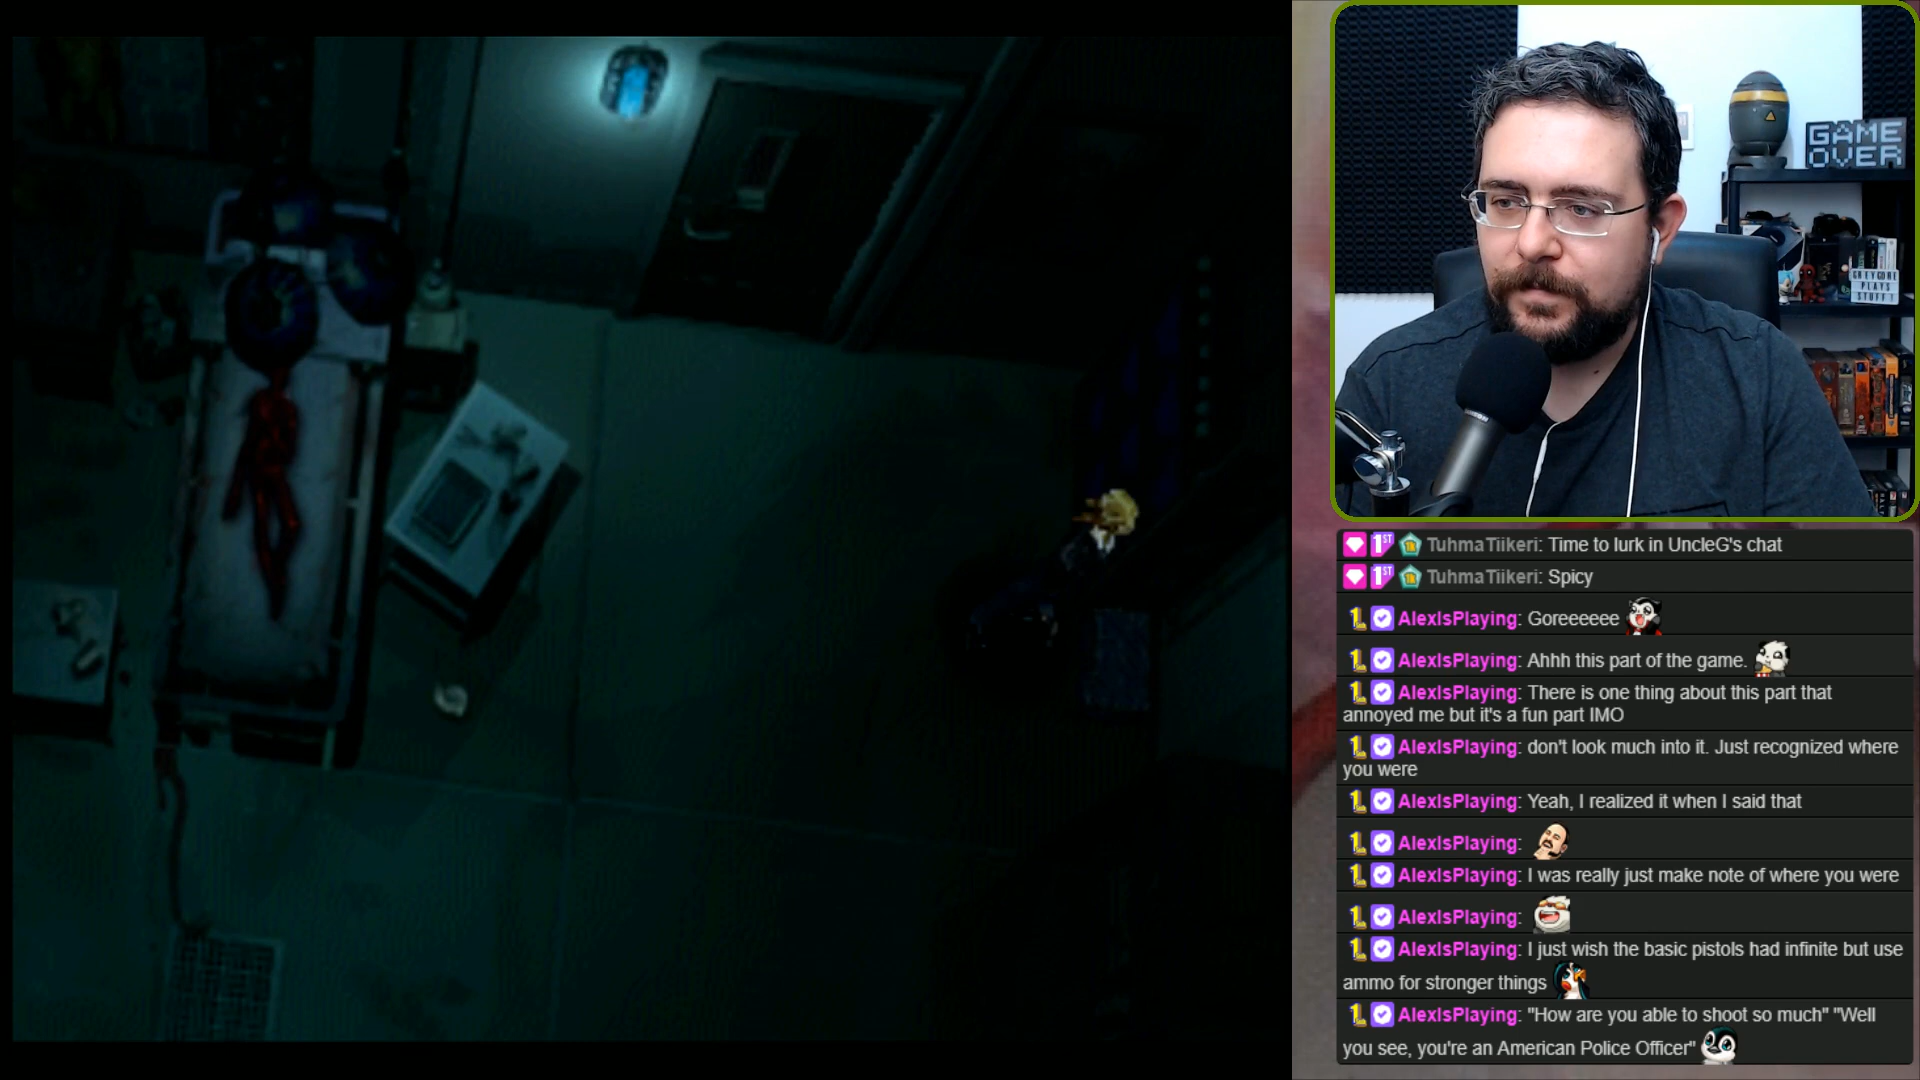 GAME
OVER
GREYGORE
PLAYS
STUFF!
TuhmaTiikeri: Time to lurk in UncleG's chat
TuhmaTiikeri: Spicy
AlexIsPlaying: Goreeeeee
AlexIsPlaying: Ahhh this part of the game.
AlexIsPlaying: There is one thing about this part that
annoyed me but it's a fun part IMO
AlexIsPlaying: don't look much into it. Just recognized where
you were
AlexIsPlaying: Yeah, I realized it when I said that
AlexIsPlaying:
AlexIsPlaying: I was really just make note of where you were
AlexIsPlaying:
AlexIsPlaying: I just wish the basic pistols had infinite but use
ammo for stronger things
AlexIsPlaying: "How are you able to shoot so much" "Well
you see, you're an American Police Officer"